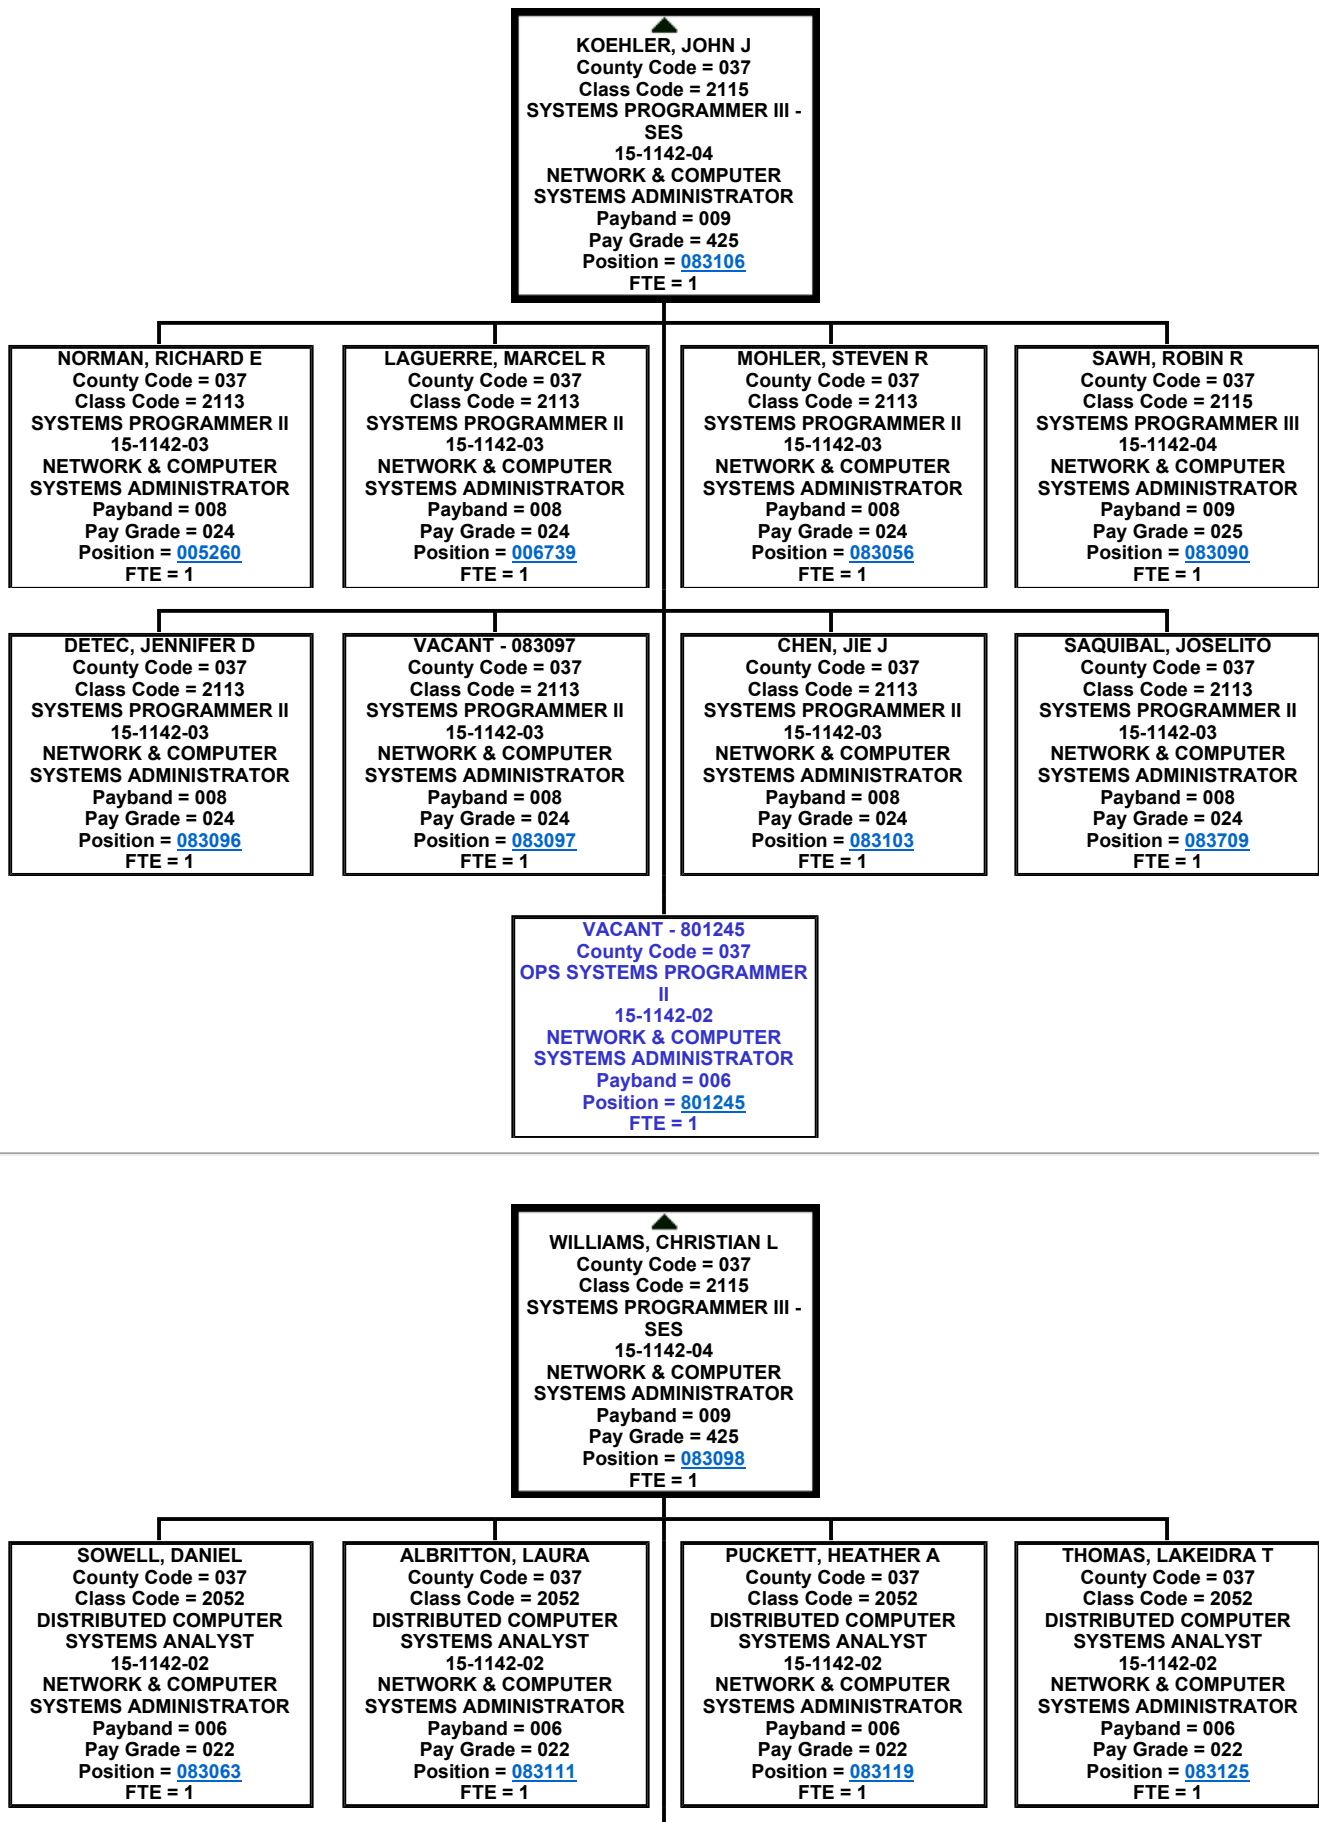 KOEHLER, JOHN J
County Code = 037
Class Code = 2115
SYSTEMS PROGRAMMER III -
SES
15-1142-04
NETWORK & COMPUTER
SYSTEMS ADMINISTRATOR
Payband = 009
Pay Grade = 425
Position = 083106
FTE = 1
NORMAN, RICHARD E
County Code = 037
Class Code = 2113
SYSTEMS PROGRAMMER II
15-1142-03
NETWORK & COMPUTER
SYSTEMS ADMINISTRATOR
Payband = 008
Pay Grade = 024
Position = 005260
FTE = 1
LAGUERRE, MARCEL R
County Code = 037
Class Code = 2113
SYSTEMS PROGRAMMER II
15-1142-03
NETWORK & COMPUTER
SYSTEMS ADMINISTRATOR
Payband = 008
Pay Grade = 024
Position = 006739
FTE = 1
MOHLER, STEVEN R
County Code = 037
Class Code = 2113
SYSTEMS PROGRAMMER II
15-1142-03
NETWORK & COMPUTER
SYSTEMS ADMINISTRATOR
Payband = 008
Pay Grade = 024
Position = 083056
FTE = 1
SAWH, ROBIN R
County Code = 037
Class Code = 2115
SYSTEMS PROGRAMMER III
15-1142-04
NETWORK & COMPUTER
SYSTEMS ADMINISTRATOR
Payband = 009
Pay Grade = 025
Position = 083090
FTE = 1
DETEC, JENNIFER D
County Code = 037
Class Code = 2113
SYSTEMS PROGRAMMER II
15-1142-03
NETWORK & COMPUTER
SYSTEMS ADMINISTRATOR
Payband = 008
Pay Grade = 024
Position = 083096
FTE = 1
VACANT - 083097
County Code = 037
Class Code = 2113
SYSTEMS PROGRAMMER II
15-1142-03
NETWORK & COMPUTER
SYSTEMS ADMINISTRATOR
Payband = 008
Pay Grade = 024
Position = 083097
FTE = 1
CHEN, JIE J
County Code = 037
Class Code = 2113
SYSTEMS PROGRAMMER II
15-1142-03
NETWORK & COMPUTER
SYSTEMS ADMINISTRATOR
Payband = 008
Pay Grade = 024
Position = 083103
FTE = 1
SAQUIBAL, JOSELITO
County Code = 037
Class Code = 2113
SYSTEMS PROGRAMMER II
15-1142-03
NETWORK & COMPUTER
SYSTEMS ADMINISTRATOR
Payband = 008
Pay Grade = 024
Position = 083709
FTE = 1
VACANT - 801245
County Code = 037
OPS SYSTEMS PROGRAMMER
II
15-1142-02
NETWORK & COMPUTER
SYSTEMS ADMINISTRATOR
Payband = 006
Position = 801245
FTE = 1
WILLIAMS, CHRISTIAN L
County Code = 037
Class Code = 2115
SYSTEMS PROGRAMMER III -
SES
15-1142-04
NETWORK & COMPUTER
SYSTEMS ADMINISTRATOR
Payband = 009
Pay Grade = 425
Position = 083098
FTE = 1
SOWELL, DANIEL
County Code = 037
Class Code = 2052
DISTRIBUTED COMPUTER
SYSTEMS ANALYST
15-1142-02
NETWORK & COMPUTER
SYSTEMS ADMINISTRATOR
Payband = 006
Pay Grade = 022
Position = 083063
FTE = 1
ALBRITTON, LAURA
County Code = 037
Class Code = 2052
DISTRIBUTED COMPUTER
SYSTEMS ANALYST
15-1142-02
NETWORK & COMPUTER
SYSTEMS ADMINISTRATOR
Payband = 006
Pay Grade = 022
Position = 083111
FTE = 1
PUCKETT, HEATHER A
County Code = 037
Class Code = 2052
DISTRIBUTED COMPUTER
SYSTEMS ANALYST
15-1142-02
NETWORK & COMPUTER
SYSTEMS ADMINISTRATOR
Payband = 006
Pay Grade = 022
Position = 083119
FTE = 1
THOMAS, LAKEIDRA T
County Code = 037
Class Code = 2052
DISTRIBUTED COMPUTER
SYSTEMS ANALYST
15-1142-02
NETWORK & COMPUTER
SYSTEMS ADMINISTRATOR
Payband = 006
Pay Grade = 022
Position = 083125
FTE = 1